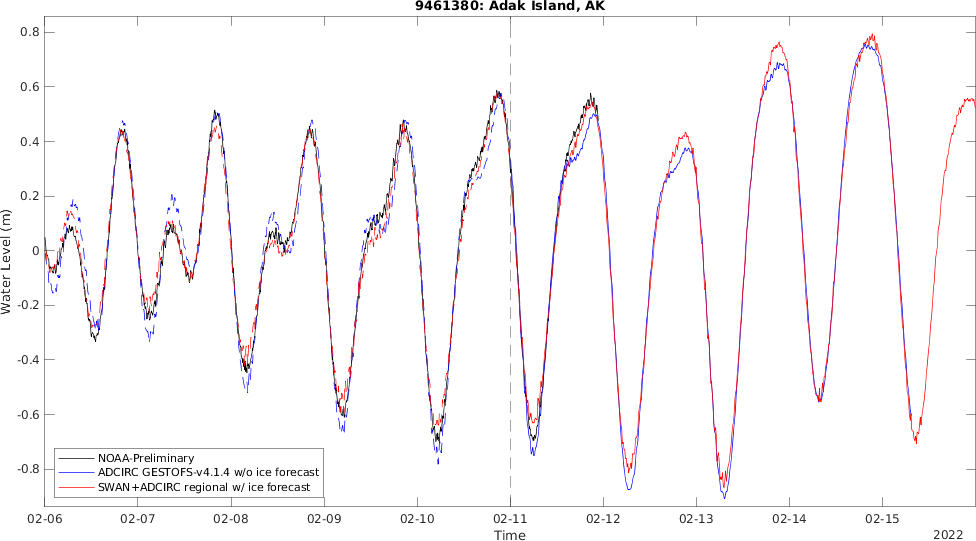 9461380: Adak Island, AK
0.8
0.6
0.4
0.2
0
-0.2
-0.4
-0.6
-0.8
Water Level (m)
NOAA-Preliminary
ADCIRC GESTOFS-v4.1.4 w/o ice forecast
SWAN+ADCIRC regional w/ ice forecast
02-06 02-07 02-08 02-09 02-10 02-11 02-12 02-13 02-14 02-15
Time
2022